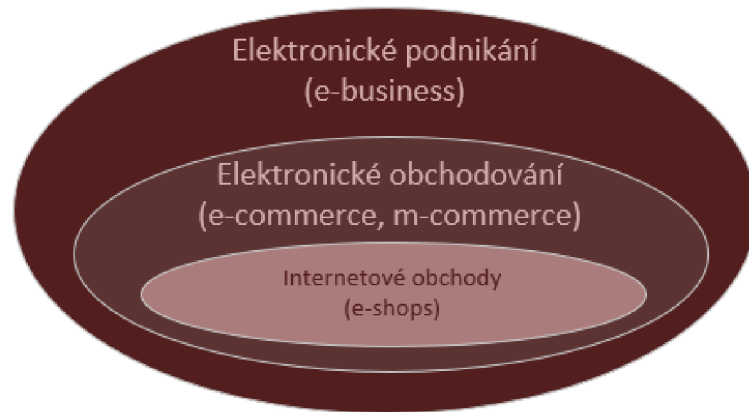 Elektronické podnikání
(e-business)
Elektronické obchodování
(e-commerce, m-commerce)
Internetové obchody
(e-shops)